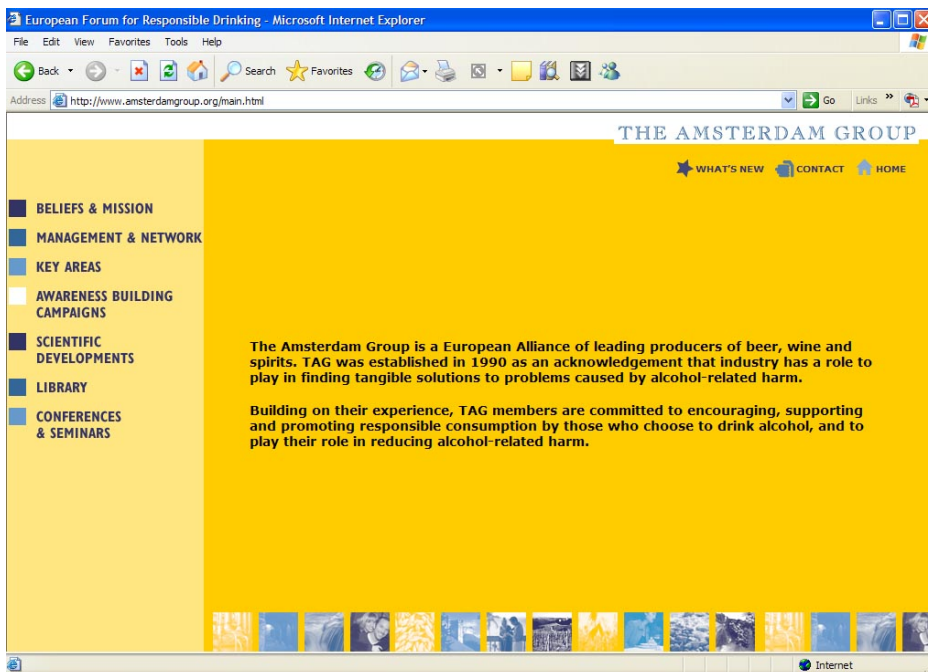 European Forum for Responsible Drinking - Microsoft Internet Explorer
File Edit View Favorites Tools Help
Back Search Favorites
Address http://www.amsterdamgroup.org/main.html Go Links »
THE AMSTERDAM GROUP
WHAT'S NEW CONTACT HOME
BELIEFS & MISSION
MANAGEMENT & NETWORK
KEY AREAS
AWARENESS BUILDING
CAMPAIGNS
SCIENTIFIC
DEVELOPMENTS
LIBRARY
CONFERENCES
& SEMINARS
The Amsterdam Group is a European Alliance of leading producers of beer, wine and
spirits. TAG was established in 1990 as an acknowledgement that industry has a role to
play in finding tangible solutions to problems caused by alcohol-related harm.
Building on their experience, TAG members are committed to encouraging, supporting
and promoting responsible consumption by those who choose to drink alcohol, and to
play their role in reducing alcohol-related harm.
Internet